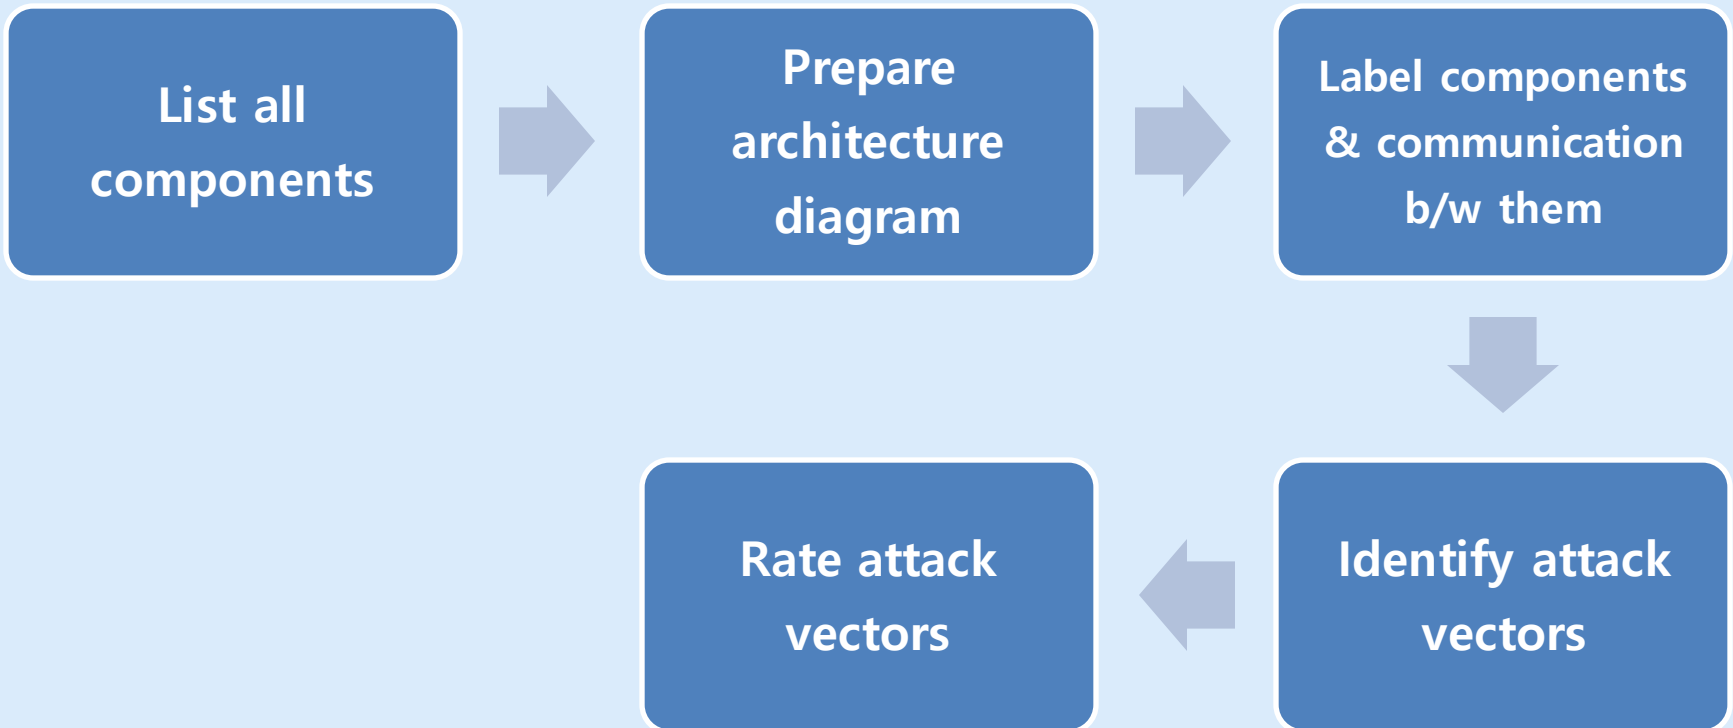 List all
components
Prepare
architecture
diagram
Label components
& communication
b/w them
Identify attack
vectors
Rate attack
vectors